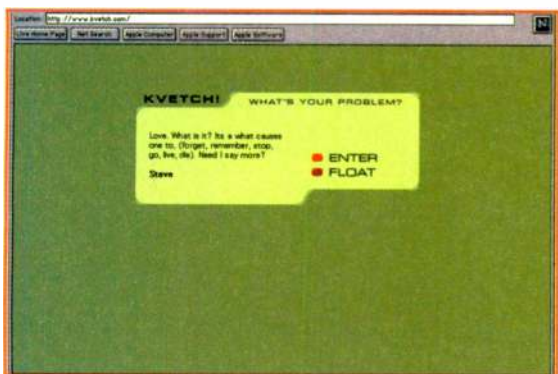 Location: http://www.kvetch.com/
Live Home Page Net Search Apple Computer Apple Support Apple Software
N
KVETCH! WHAT'S YOUR PROBLEM?
Love. What is it? Its a what causes
one to, (forget, remember, stop,
go, live, die). Need I say more?
Steve
ENTER
FLOAT